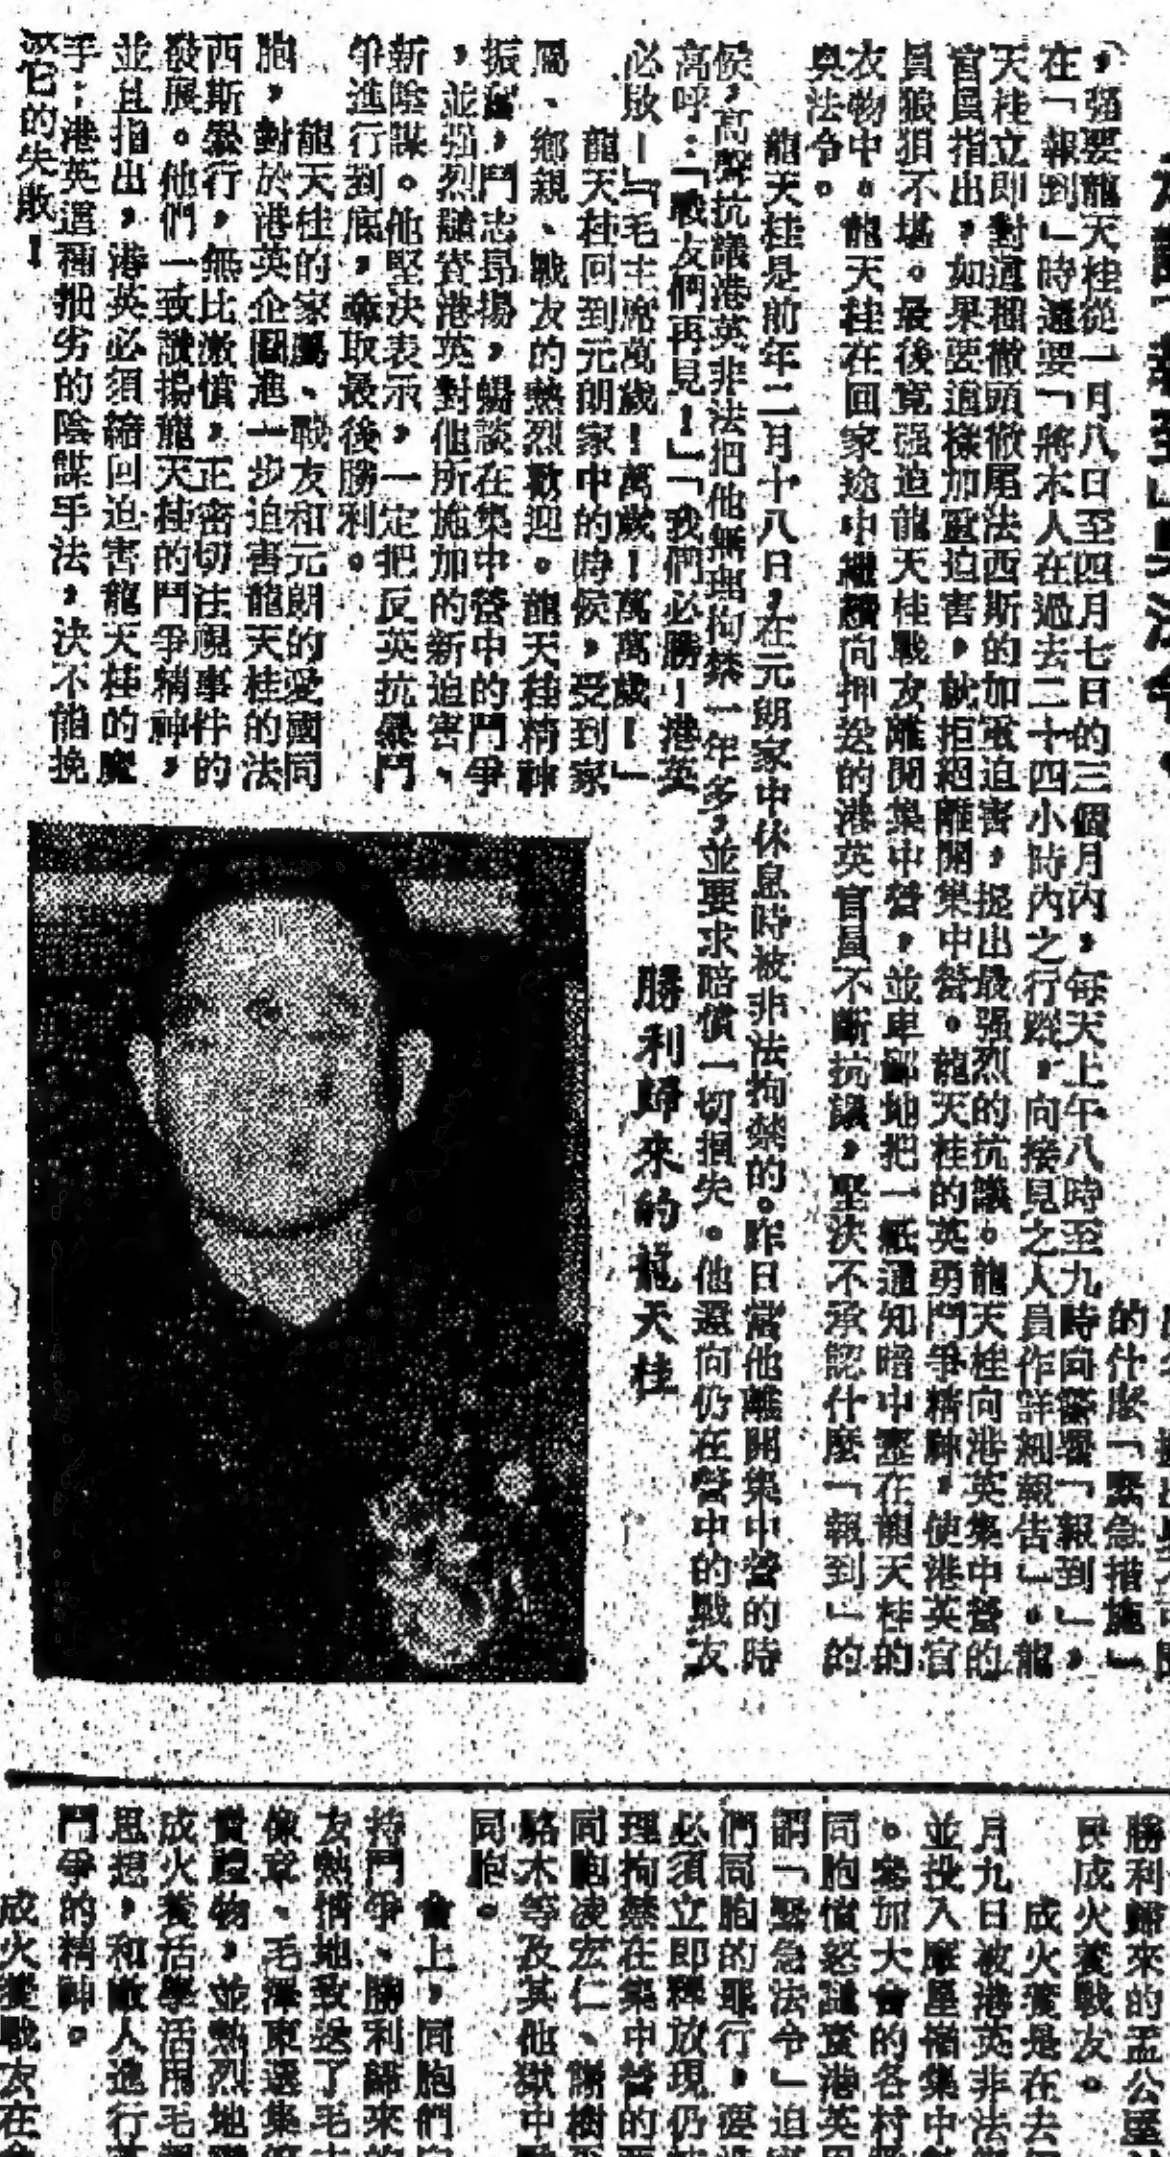 的什麼「緊急措施」
，強要龍天桂從一月八日至四月七日的三個月內，每天上午八時至九時向警署「報到」，
在「報到」時還要「將本人在過去二十四小時內之行蹤，向接見之人員作詳細報告」。龍
天桂立即對這種徹頭徹尾法西斯的加重迫害，提出最强烈的抗議。龍天桂向港英集中營的
官員指出，如果要這樣加重迫害，就拒絕離開集中營。龍天桂的英勇鬥爭精神，使港英官
員狼狽不堪。最後竟强迫龍天桂戰友離開集中營，並卑鄙地把一紙通知暗中塞在龍天桂的
衣物中。龍天桂在回家途中繼續向押送的港英官員不斷抗議，堅決不承認什麼「報到」的
臭法令。
龍天桂是前年二月十八日，在元朗家中休息時被非法拘禁的。昨日當他離開集中營的時
候，高聲抗議港英非法把他無理拘禁一年多，並要求賠償一切損失。他還向仍在營中的戰友
高呼：「戰友們再見！」「我們必勝！港英
必敗！」「毛主席萬歲！萬歲！萬萬歲！」
龍天桂回到元朗家中的時候，受到家
屬、鄉親、戰友的熱烈歡迎。龍天桂精神
振奮，鬥志昂揚，暢談在集中營中的鬥爭
，並强烈譴責港英對他所施加的新迫害、
新陰謀。他堅決表示，一定把反英抗暴鬥
爭進行到底，奪取最後勝利。
龍天桂的家屬、戰友和元朗的愛國同
胞，對於港英企圖進一步迫害龍天桂的法
西斯暴行，無比激憤，正密切注視事件的
發展。他們一致讚揚龍天桂的鬥爭精神，
並且指出，港英必須縮回迫害龍天桂的魔
手；港英這種拙劣的陰謀手法，決不能挽
救它的失敗！
勝利歸來的龍天桂
勝利歸來的孟公屋
民成火養戰友。
成火養是在去
月九日被港英非法
並投入摩星嶺集中
。參加大會的各村
同胞憤怒譴責港英
謂「緊急法令」迫
們同胞的罪行，要
必須立即釋放現仍
理拘禁在集中營的
同胞凌宏仁、謝樹
駱木等及其他獄中
同胞。
會上，同胞們
持鬥爭、勝利歸來
友熱情地致送了毛
像章、毛澤東選集
貴禮物，並熱烈地
成火養活學活用毛
思想，和敵人進行
鬥爭的精神。
成火養戰友在